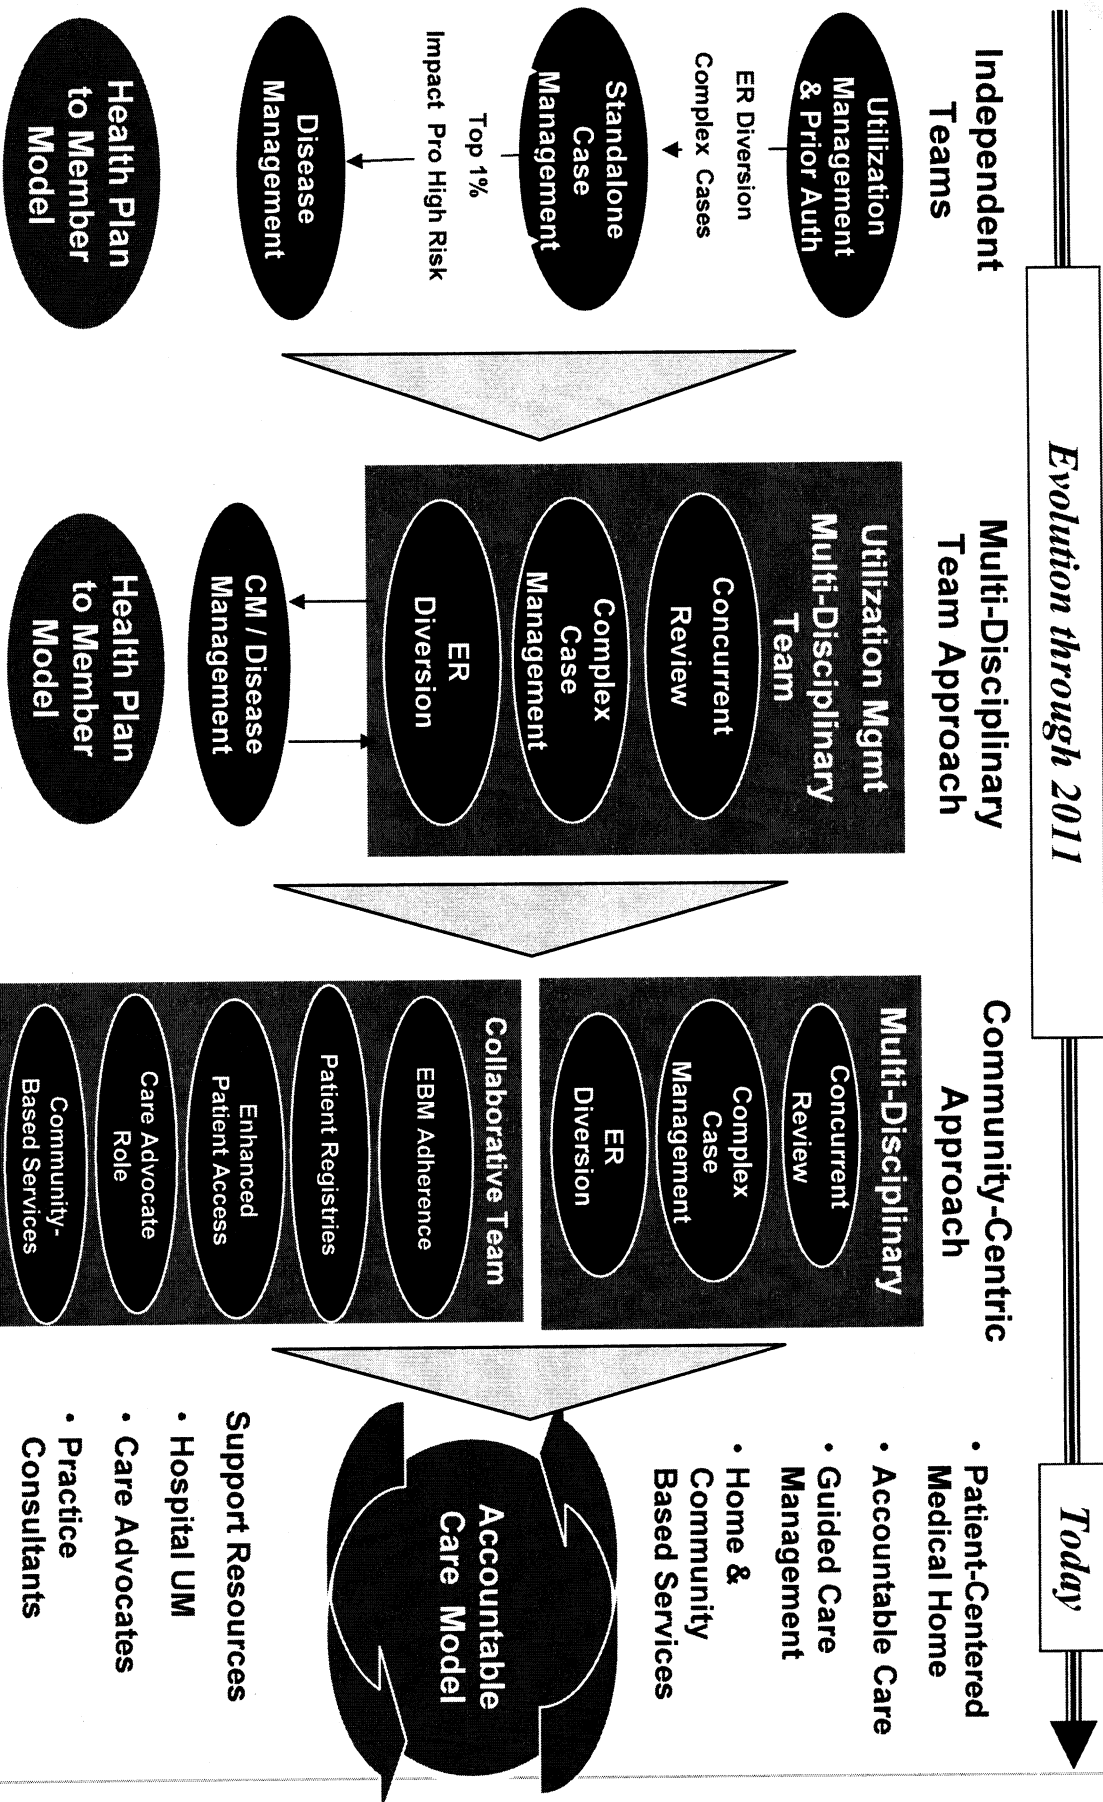 Evolution through 2011
Today
Independent
Teams
Utilization
Management
& Prior Auth
ER Diversion
Complex Cases
Standalone
Case
Management
Top 1%
Impact Pro High Risk
Disease
Management
Health Plan
to Member
Model
Multi-Disciplinary
Team Approach
Utilization Mgmt
Multi-Disciplinary
Team
Concurrent
Review
Complex
Case
Management
ER
Diversion
CM / Disease
Management
Health Plan
to Member
Model
Community-Centric
Approach
Multi-Disciplinary
Concurrent
Review
Complex
Case
Management
ER
Diversion
Collaborative Team
EBM Adherence
Patient Registries
Enhanced
Patient Access
Care Advocate
Role
Community-
Based Services
• Patient-Centered
Medical Home
• Accountable Care
• Guided Care
Management
• Home &
Community
Based Services
Accountable
Care Model
Support Resources
• Hospital UM
• Care Advocates
• Practice
Consultants